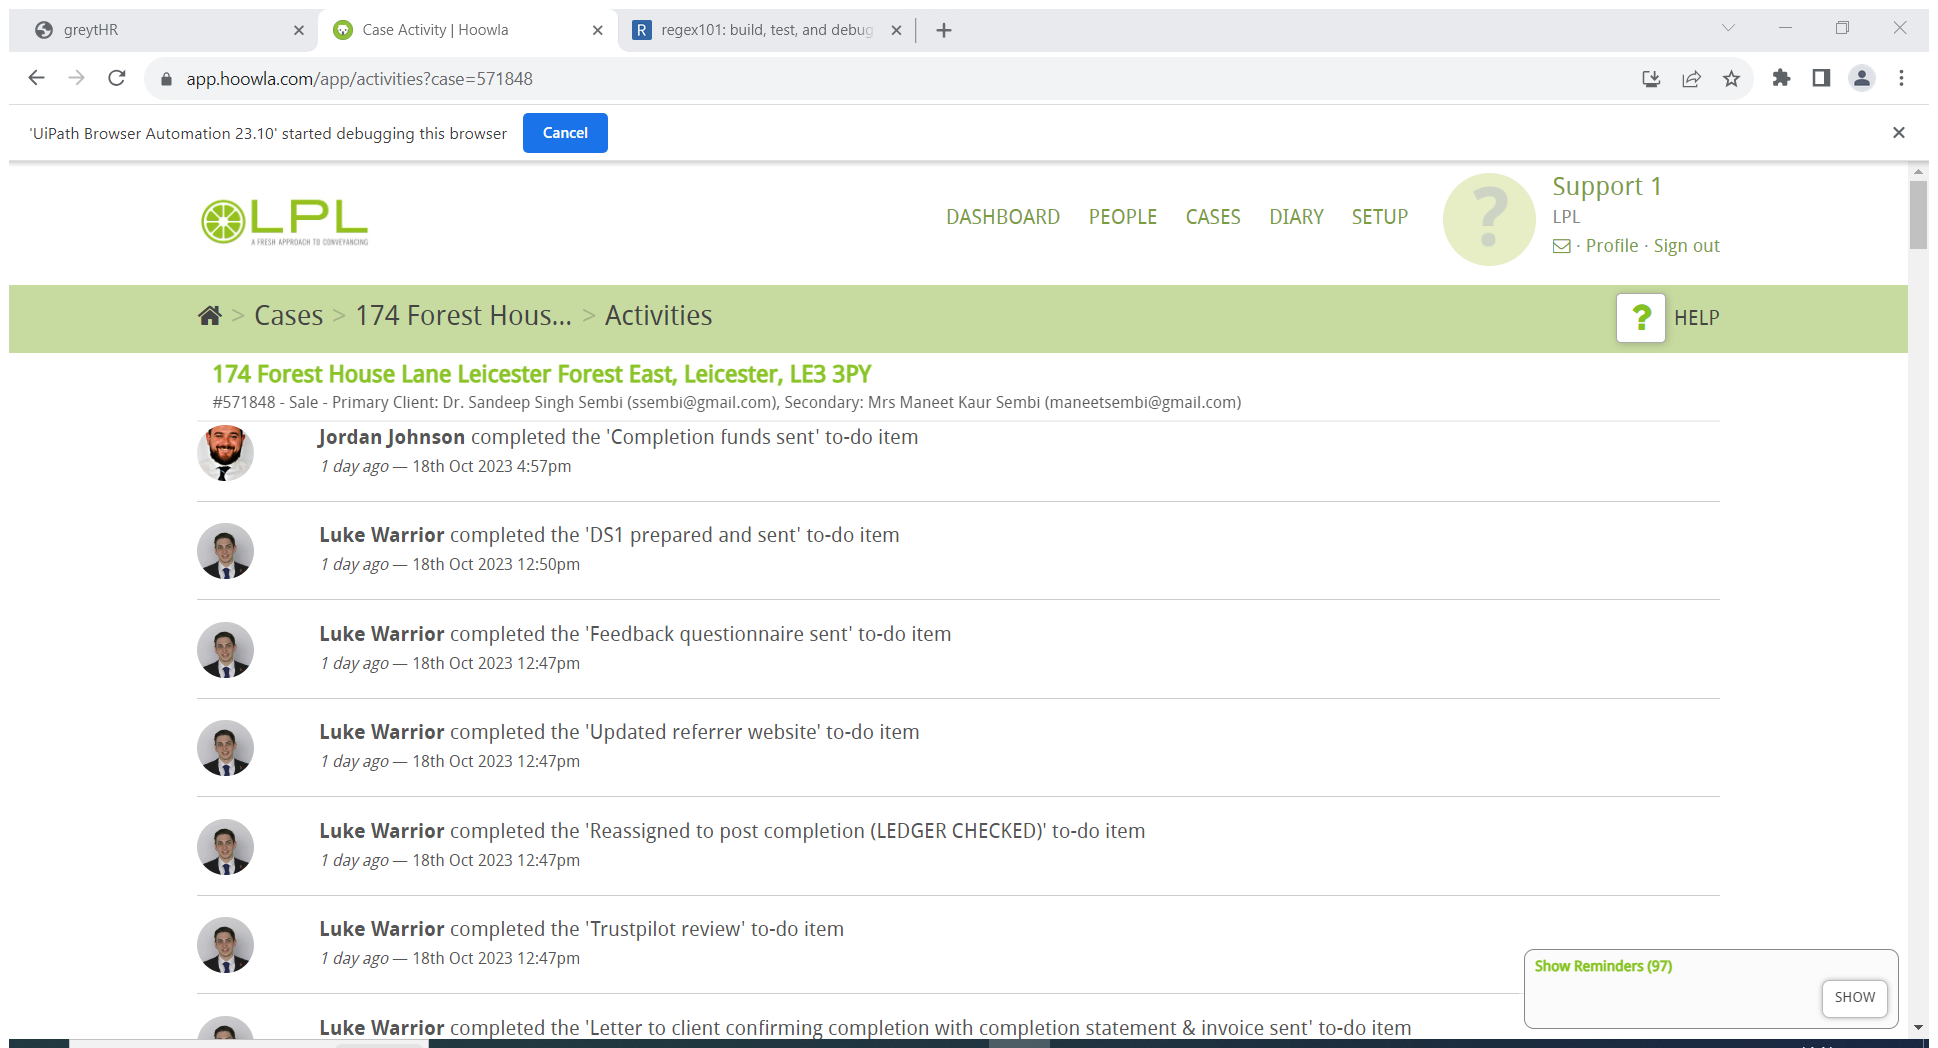 greytHR
Case Activity | Hoowla
regex101: build, test, and debug
app.hoowla.com/app/activities?case=571848
'UiPath Browser Automation 23.10' started debugging this browser
Cancel
LPL
A FRESH APPROACH TO CONVEYANCING
DASHBOARD PEOPLE CASES DIARY SETUP
?
Support 1
LPL
· Profile · Sign out
> Cases > 174 Forest Hous... > Activities
? HELP
174 Forest House Lane Leicester Forest East, Leicester, LE3 3PY
#571848 - Sale - Primary Client: Dr. Sandeep Singh Sembi (ssembi@gmail.com), Secondary: Mrs Maneet Kaur Sembi (maneetsembi@gmail.com)
Jordan Johnson completed the 'Completion funds sent' to-do item
1 day ago — 18th Oct 2023 4:57pm
Luke Warrior completed the 'DS1 prepared and sent' to-do item
1 day ago — 18th Oct 2023 12:50pm
Luke Warrior completed the 'Feedback questionnaire sent' to-do item
1 day ago — 18th Oct 2023 12:47pm
Luke Warrior completed the 'Updated referrer website' to-do item
1 day ago — 18th Oct 2023 12:47pm
Luke Warrior completed the 'Reassigned to post completion (LEDGER CHECKED)' to-do item
1 day ago — 18th Oct 2023 12:47pm
Luke Warrior completed the 'Trustpilot review' to-do item
1 day ago — 18th Oct 2023 12:47pm
Luke Warrior completed the 'Letter to client confirming completion with completion statement & invoice sent' to-do item
Show Reminders (97)
SHOW